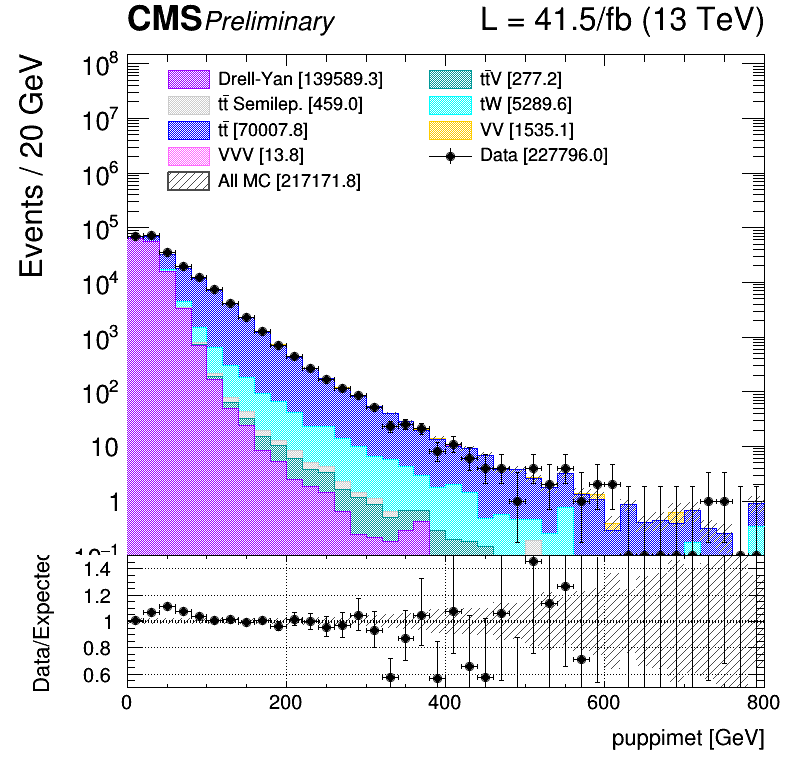 CMS Preliminary L = 41.5/fb (13 TeV)
Events / 20 GeV
Drell-Yan [139589.3]
tt̄ Semilep. [459.0]
tt̄ [70007.8]
VVV [13.8]
All MC [217171.8]
tt̄V [277.2]
tW [5289.6]
VV [1535.1]
Data [227796.0]
10⁸
10⁷
10⁶
10⁵
10⁴
10³
10²
10
1
10⁻¹
Data/Expected
1.4
1.2
1
0.8
0.6
0 200 400 600 800
puppimet [GeV]